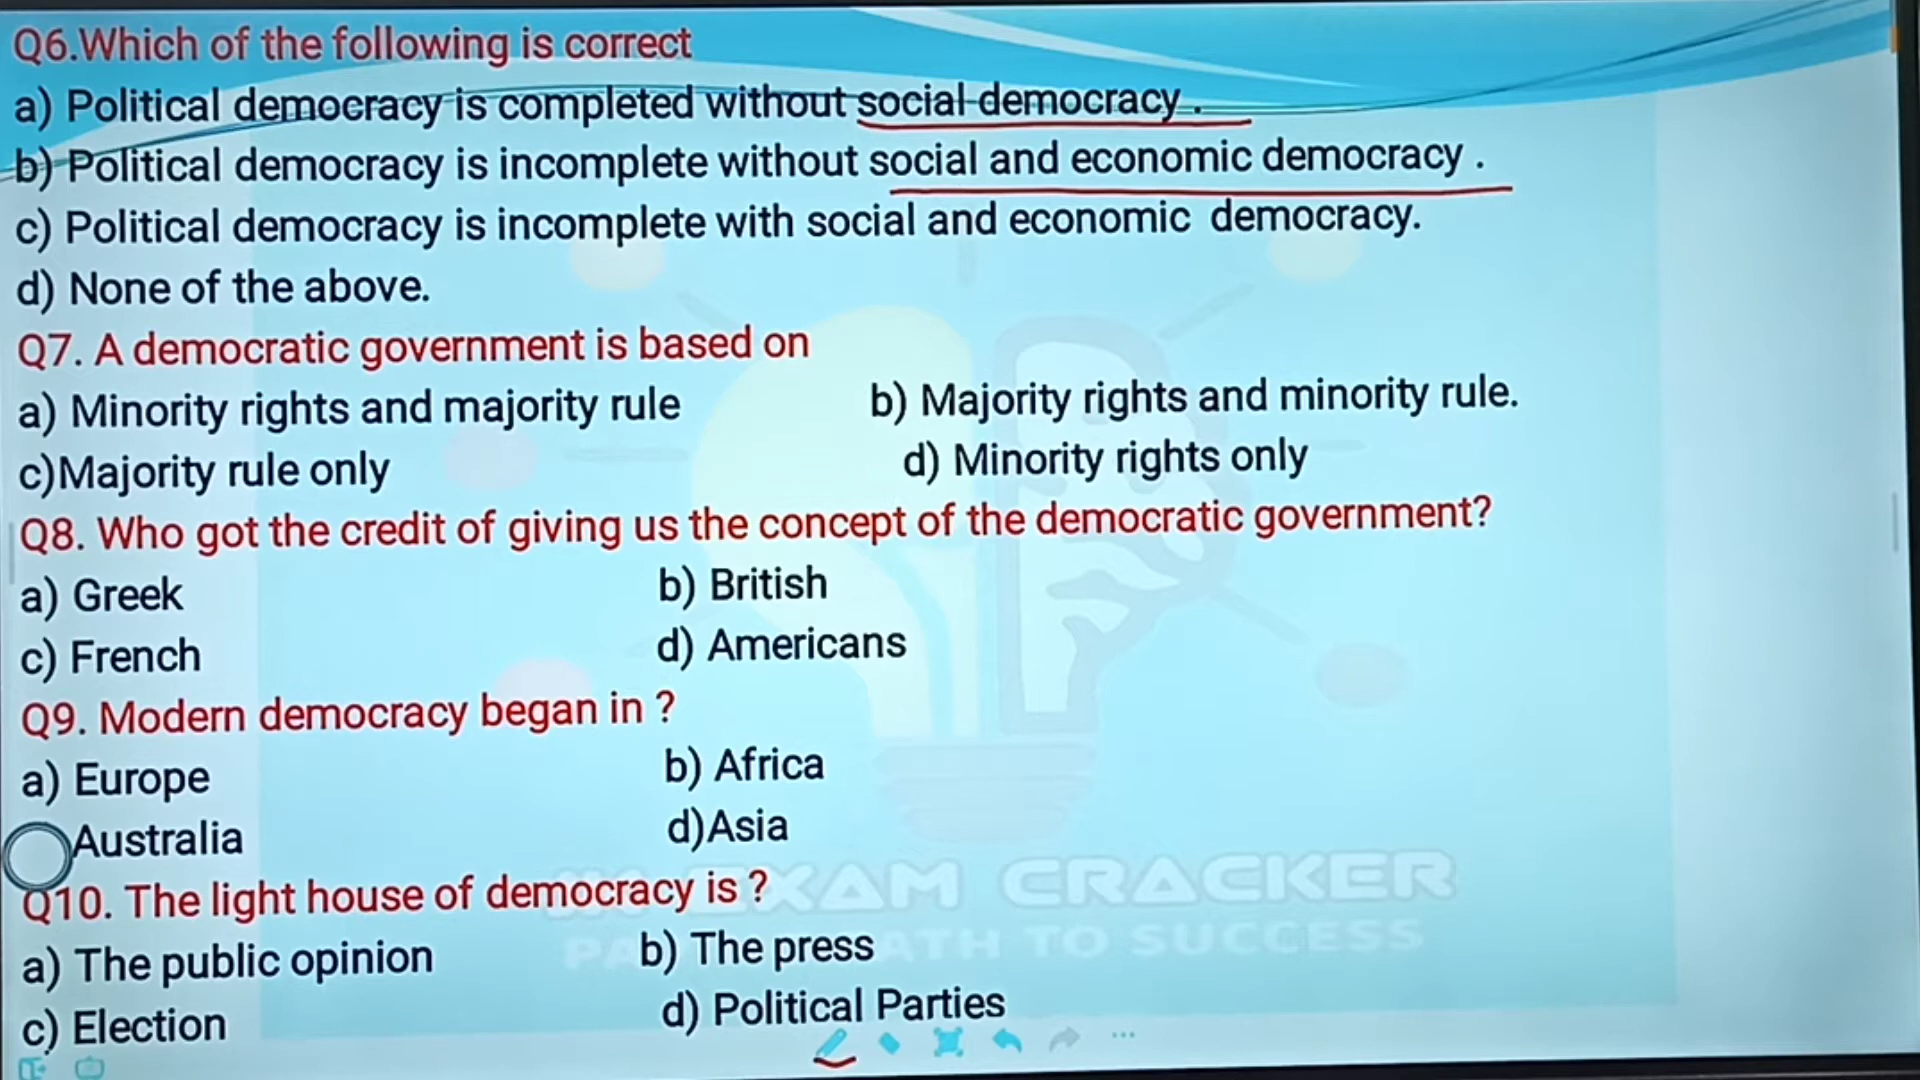 Q6.Which of the following is correct
a) Political democracy is completed without social democracy .
b) Political democracy is incomplete without social and economic democracy .
c) Political democracy is incomplete with social and economic democracy.
d) None of the above.
Q7. A democratic government is based on
a) Minority rights and majority rule b) Majority rights and minority rule.
c)Majority rule only d) Minority rights only
Q8. Who got the credit of giving us the concept of the democratic government?
a) Greek b) British
c) French d) Americans
Q9. Modern democracy began in ?
a) Europe b) Africa
Australia d)Asia
Q10. The light house of democracy is ?
a) The public opinion b) The press
c) Election d) Political Parties
EXAM CRACKER
PATH TO SUCCESS